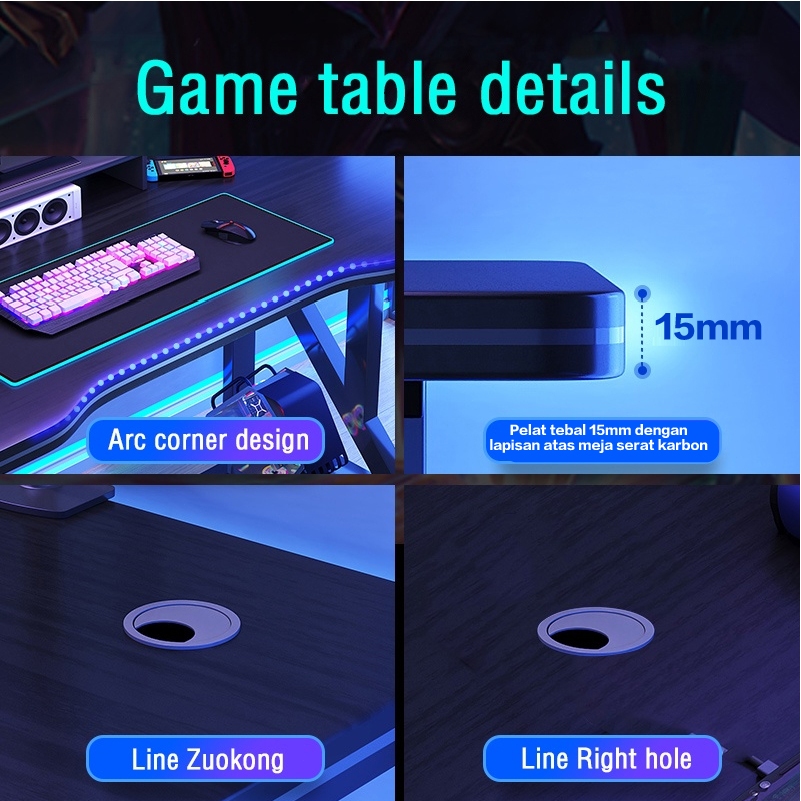 Game table details
Arc corner design
15mm
Pelat tebal 15mm dengan
lapisan atas meja serat karbon
Line Zuokong
Line Right hole